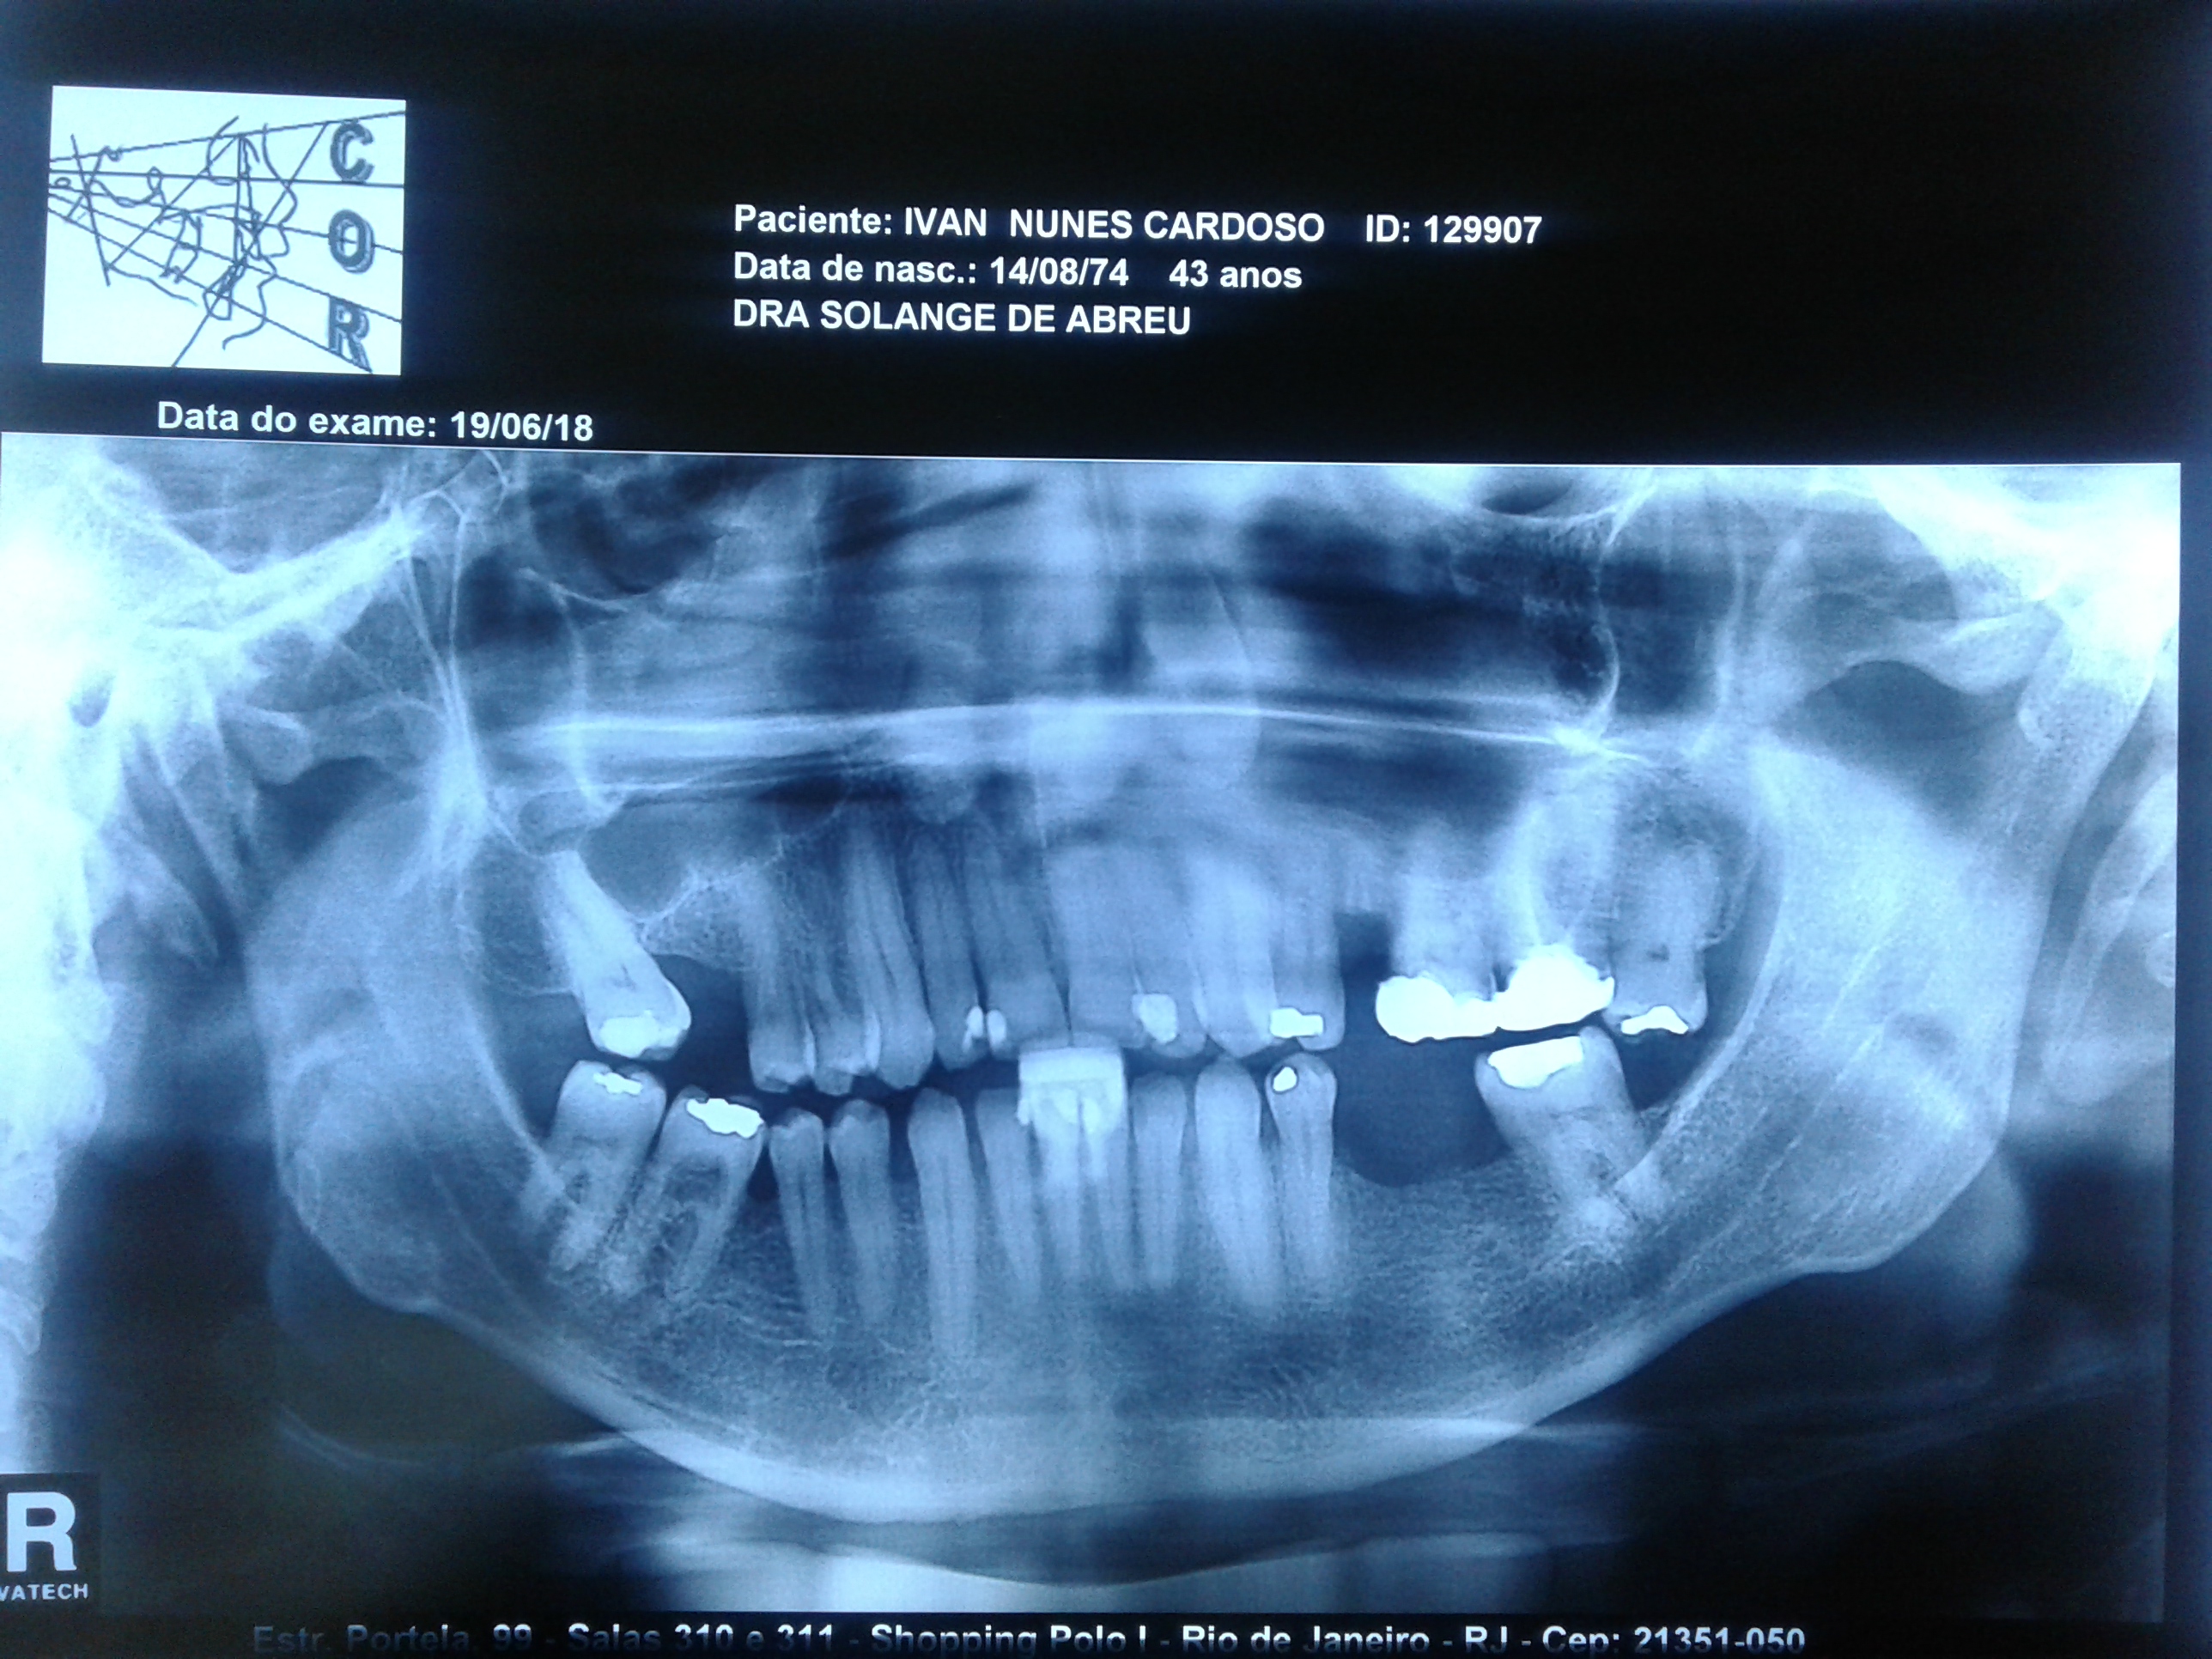 C
O
R
Paciente: IVAN NUNES CARDOSO ID: 129907
Data de nasc.: 14/08/74 43 anos
DRA SOLANGE DE ABREU
Data do exame: 19/06/18
R
VATECH
Estr. Portela, 99 - Salas 310 e 311 - Shopping Polo I - Rio de Janeiro - RJ - Cep: 21351-050